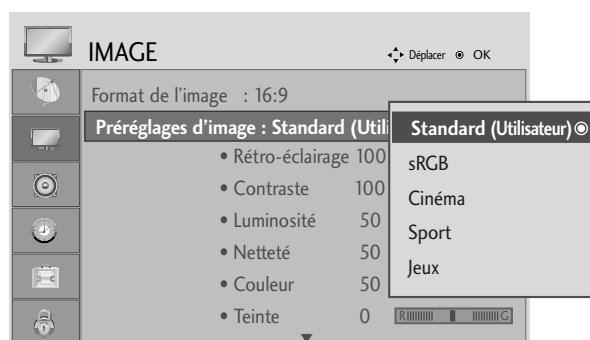 IMAGE
Déplacer OK
Format de l'image : 16:9
Préréglages d'image : Standard (Utili
• Rétro-éclairage 100
• Contraste 100
• Luminosité 50
• Netteté 50
• Couleur 50
• Teinte 0 R G
Standard (Utilisateur)
sRGB
Cinéma
Sport
Jeux